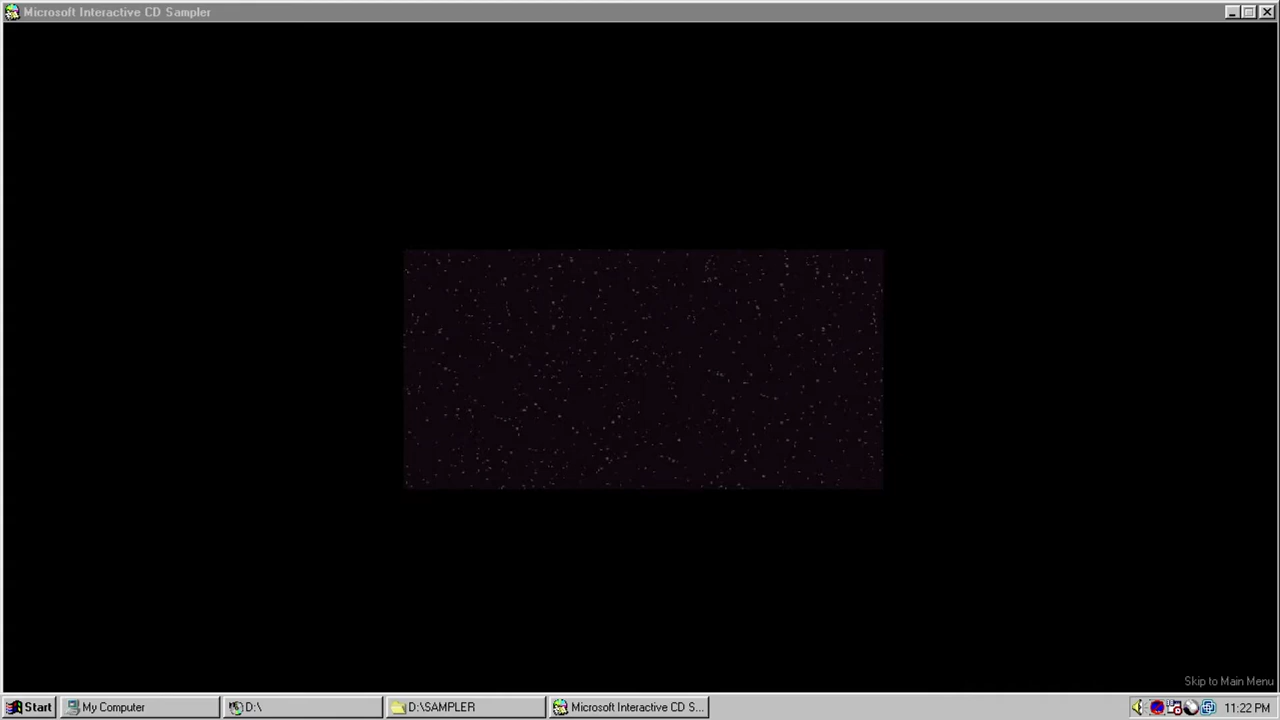 Microsoft Interactive CD Sampler
Skip to Main Menu
Start
My Computer
D:\
D:\SAMPLER
Microsoft Interactive CD S...
11:22 PM